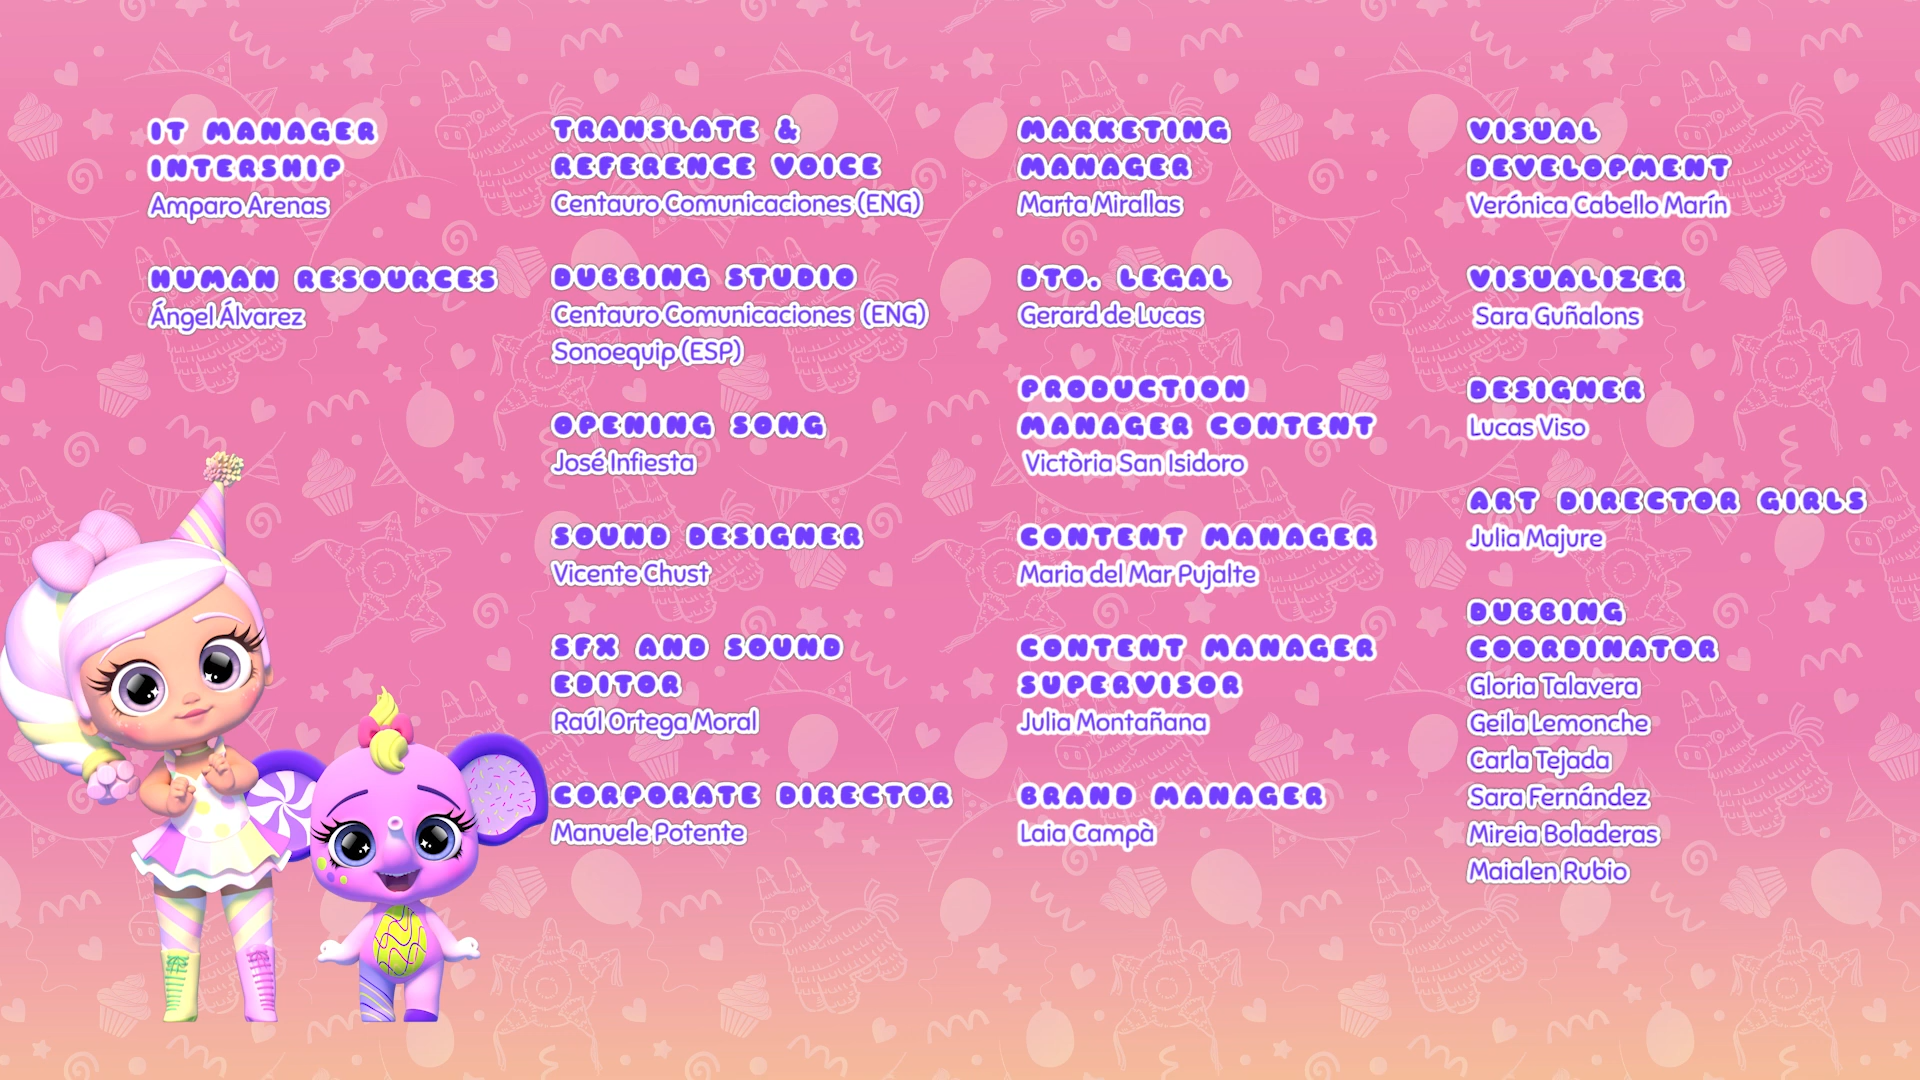 IT MANAGER
INTERSHIP
Amparo Arenas
HUMAN RESOURCES
Ángel Álvarez
TRANSLATE &
REFERENCE VOICE
Centauro Comunicaciones (ENG)
DUBBING STUDIO
Centauro Comunicaciones (ENG)
Sonoequip (ESP)
OPENING SONG
José Infiesta
SOUND DESIGNER
Vicente Chust
SFX AND SOUND
EDITOR
Raúl Ortega Moral
CORPORATE DIRECTOR
Manuele Potente
MARKETING
MANAGER
Marta Mirallas
DTO. LEGAL
Gerard de Lucas
PRODUCTION
MANAGER CONTENT
Victòria San Isidoro
CONTENT MANAGER
Maria del Mar Pujalte
CONTENT MANAGER
SUPERVISOR
Julia Montañana
BRAND MANAGER
Laia Campà
VISUAL
DEVELOPMENT
Verónica Cabello Marín
VISUALIZER
Sara Guñalons
DESIGNER
Lucas Viso
ART DIRECTOR GIRLS
Julia Majure
DUBBING
COORDINATOR
Gloria Talavera
Geila Lemonche
Carla Tejada
Sara Fernández
Mireia Boladeras
Maialen Rubio